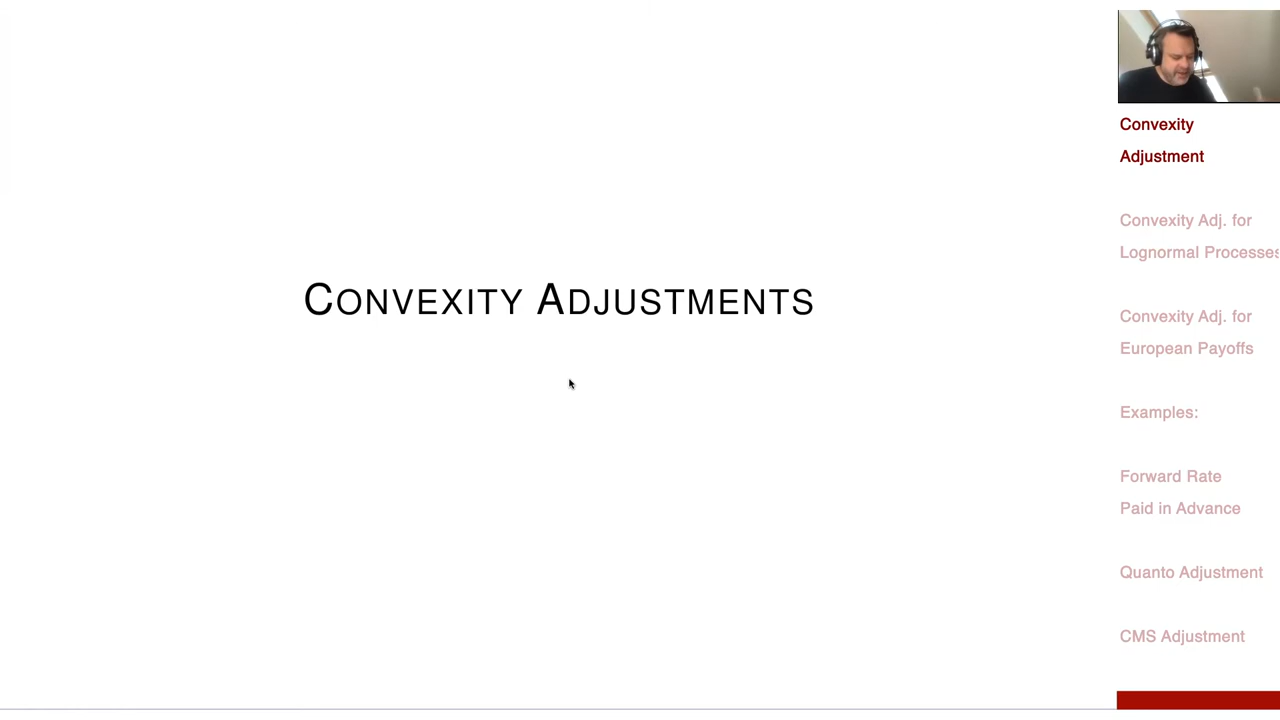 CONVEXITY ADJUSTMENTS
Convexity
Adjustment
Convexity Adj. for
Lognormal Processes
Convexity Adj. for
European Payoffs
Examples:
Forward Rate
Paid in Advance
Quanto Adjustment
CMS Adjustment